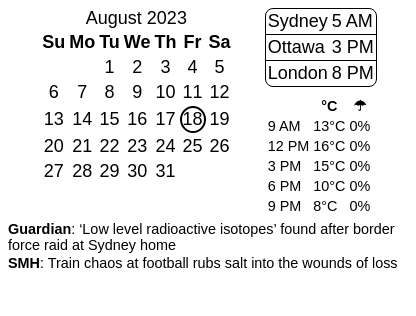 August 2023
Su Mo Tu We Th Fr Sa
1 2 3 4 5
6 7 8 9 10 11 12
13 14 15 16 17 18 19
20 21 22 23 24 25 26
27 28 29 30 31
Sydney 5 AM
Ottawa 3 PM
London 8 PM
°C ☂
9 AM 13°C 0%
12 PM 16°C 0%
3 PM 15°C 0%
6 PM 10°C 0%
9 PM 8°C 0%
Guardian: ‘Low level radioactive isotopes’ found after border
force raid at Sydney home
SMH: Train chaos at football rubs salt into the wounds of loss